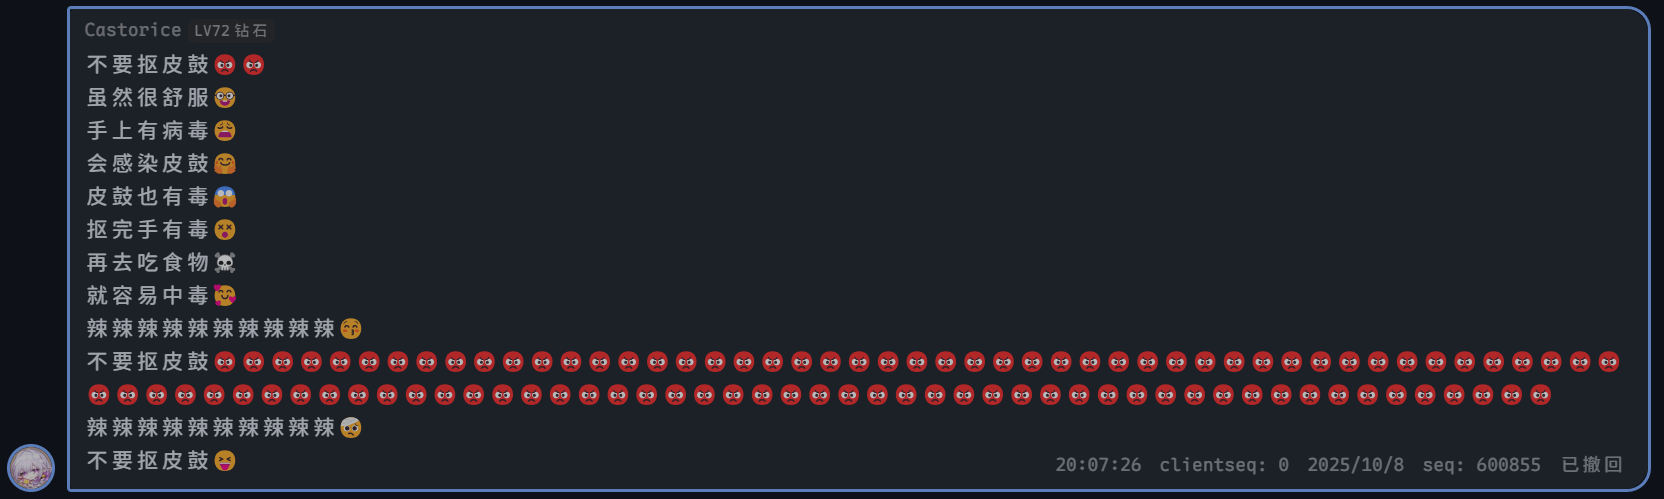 Castorice LV72 钻石
不要抠皮鼓😡😡
虽然很舒服🤓
手上有病毒😩
会感染皮鼓🤗
皮鼓也有毒😱
抠完手有毒😵
再去吃食物☠️
就容易中毒🥰
辣辣辣辣辣辣辣辣辣辣😚
不要抠皮鼓😡😡😡😡😡😡😡😡😡😡😡😡😡😡😡😡😡😡😡😡😡😡😡😡😡😡😡😡😡😡😡😡😡😡😡😡😡😡😡😡😡😡😡😡😡😡😡😡😡
😡😡😡😡😡😡😡😡😡😡😡😡😡😡😡😡😡😡😡😡😡😡😡😡😡😡😡😡😡😡😡😡😡😡😡😡😡😡😡😡😡😡😡😡😡😡😡😡😡😡😡
辣辣辣辣辣辣辣辣辣辣🤕
不要抠皮鼓😝
20:07:26 clientseq: 0 2025/10/8 seq: 600855 已撤回